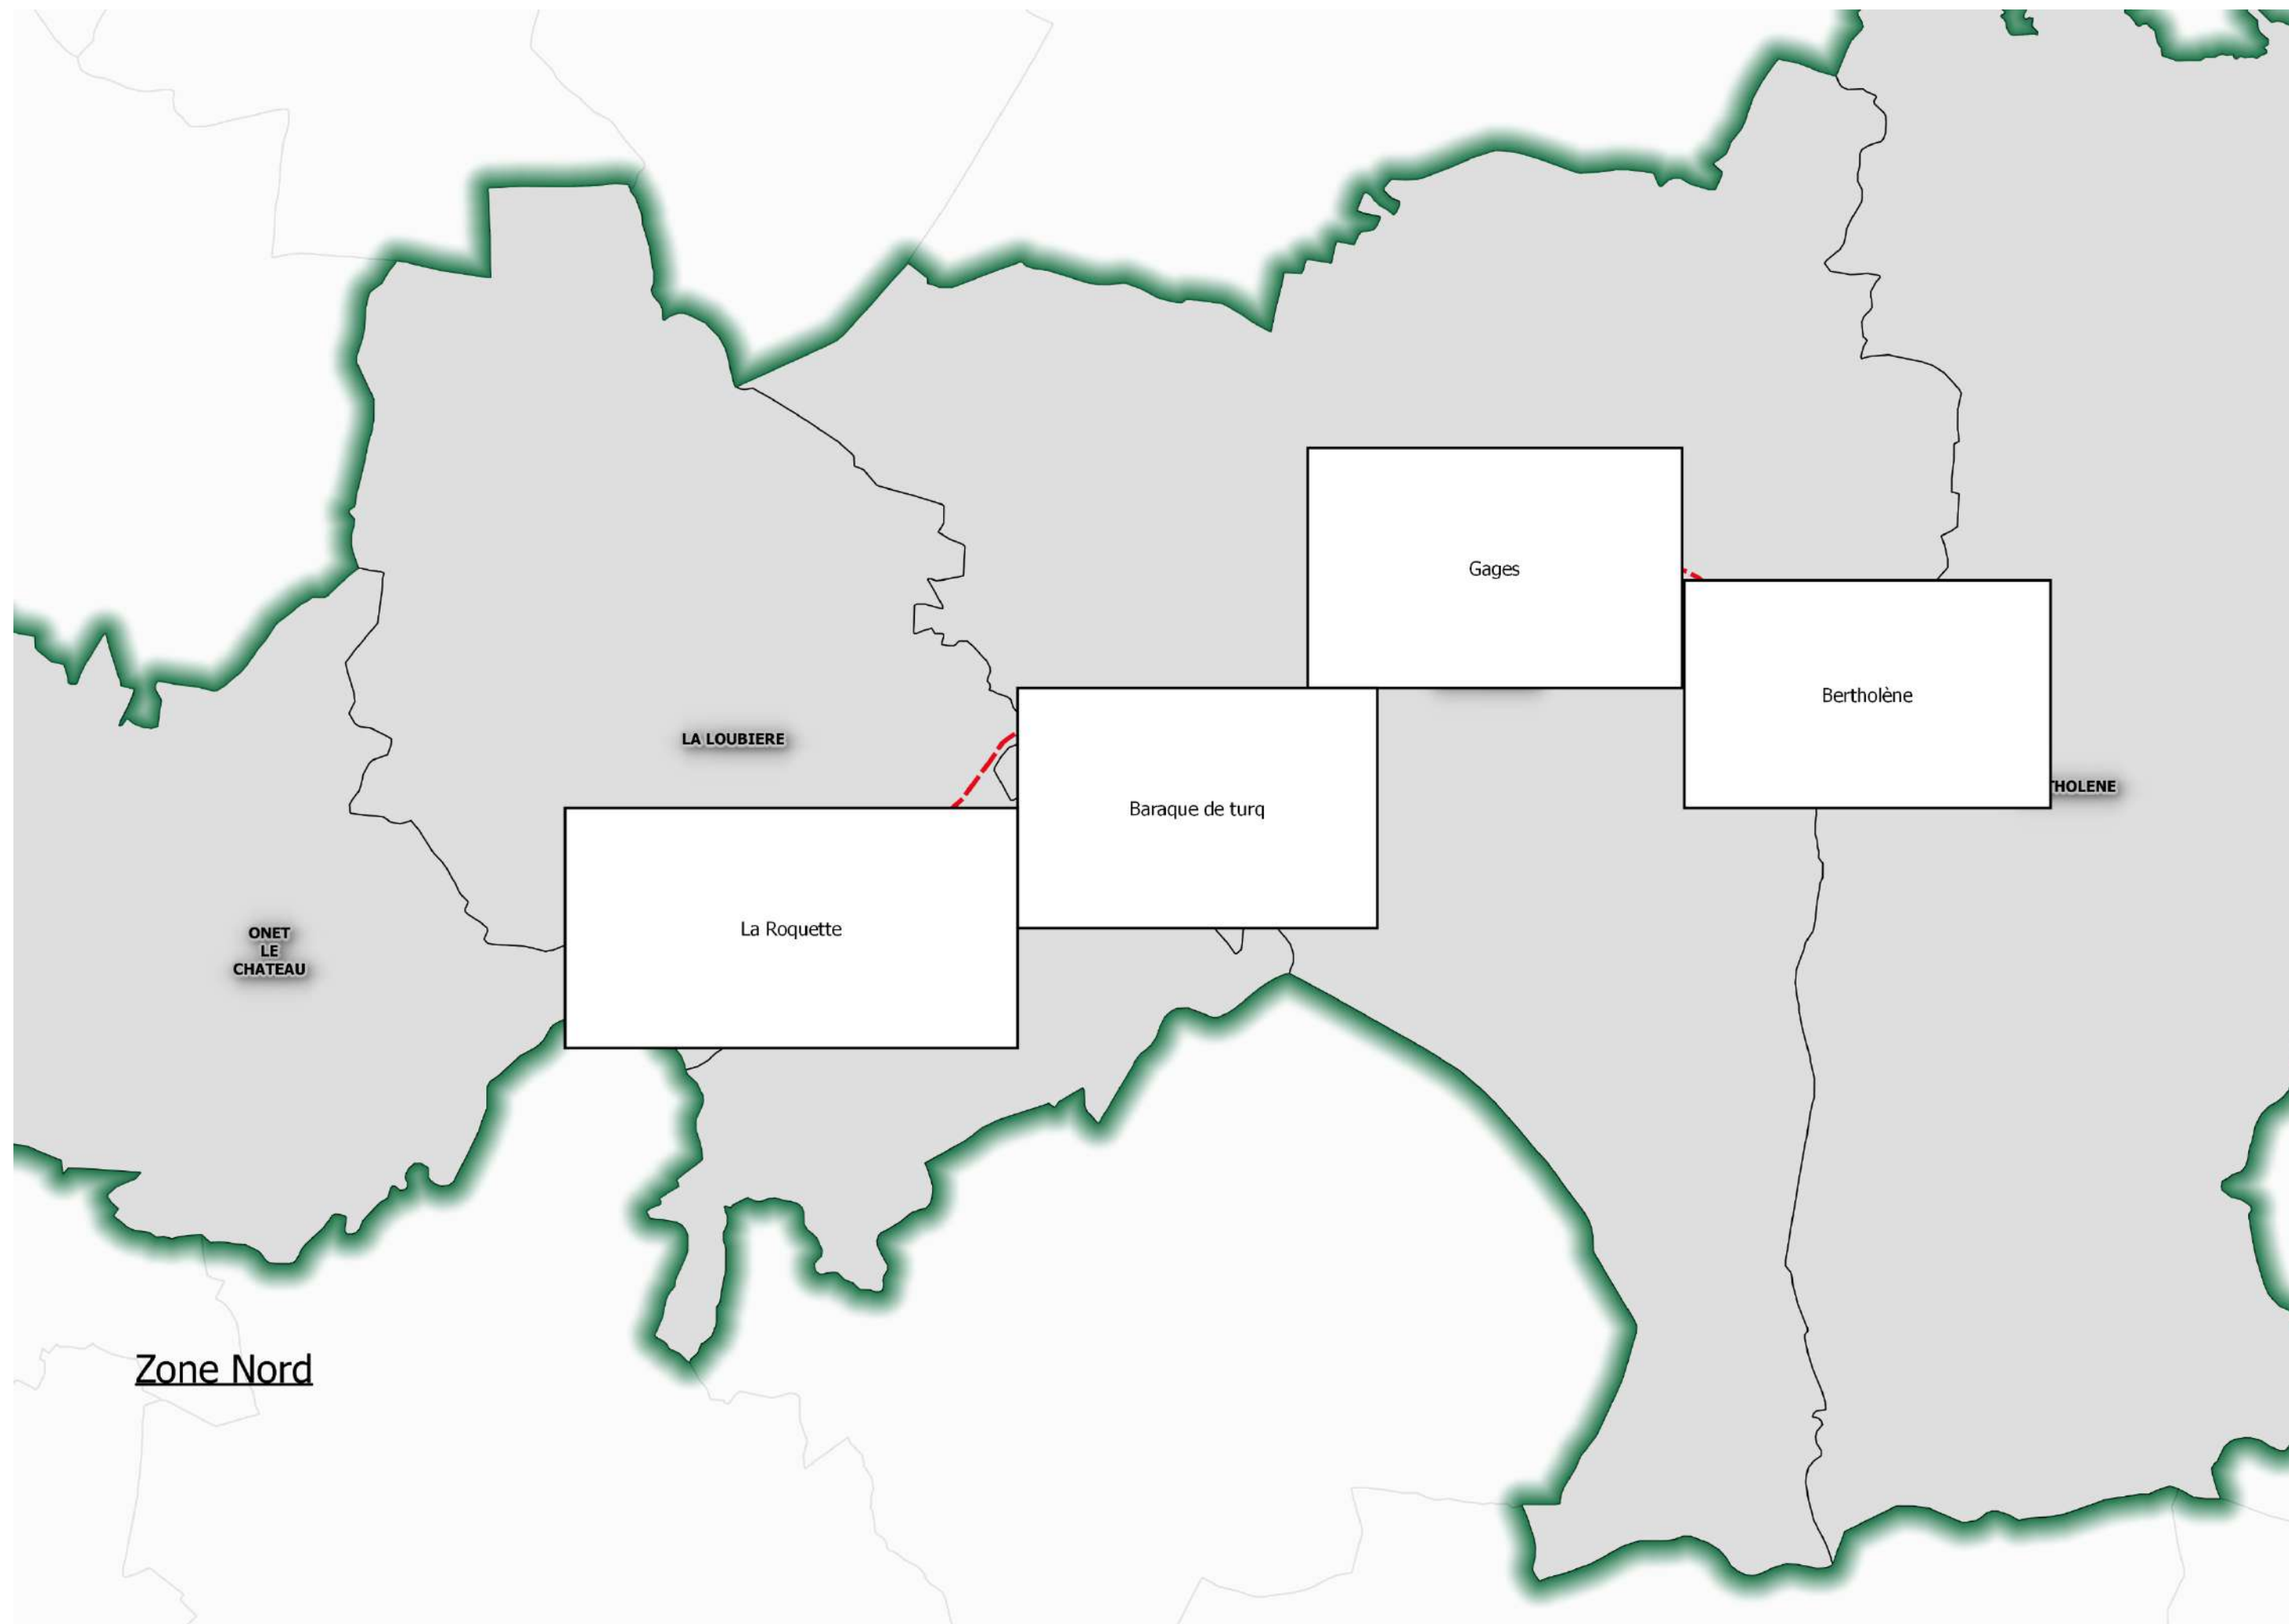 Gages
Bertholène
LA LOUBIERE
THOLENE
Baraque de turq
La Roquette
ONET
LE
CHATEAU
Zone Nord